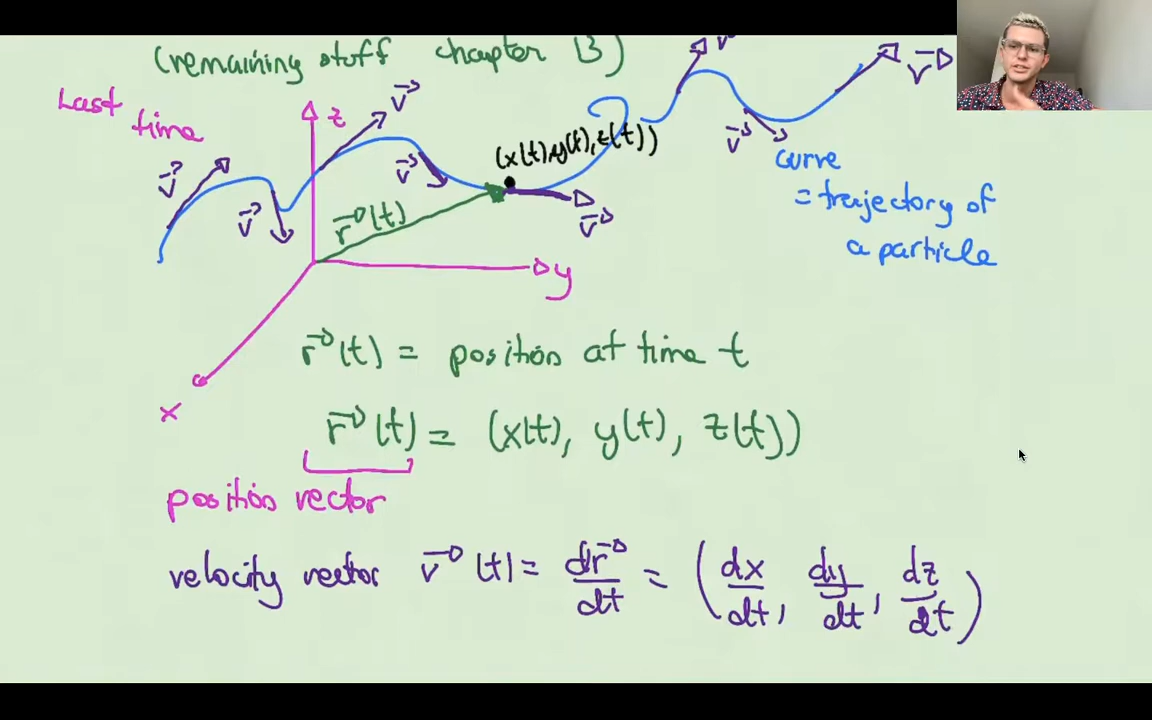 (remaining stuff chapter 13)
Last
time
z
v⃗
v⃗
v⃗
v⃗
v⃗
v⃗
v⃗
v⃗
(x(t), y(t), z(t))
r⃗(t)
y
x
curve
= trajectory of
a particle
r⃗(t) = position at time t
r⃗(t) = (x(t), y(t), z(t))
position vector
velocity vector v⃗(t) = dr⃗/dt = (dx/dt, dy/dt, dz/dt)